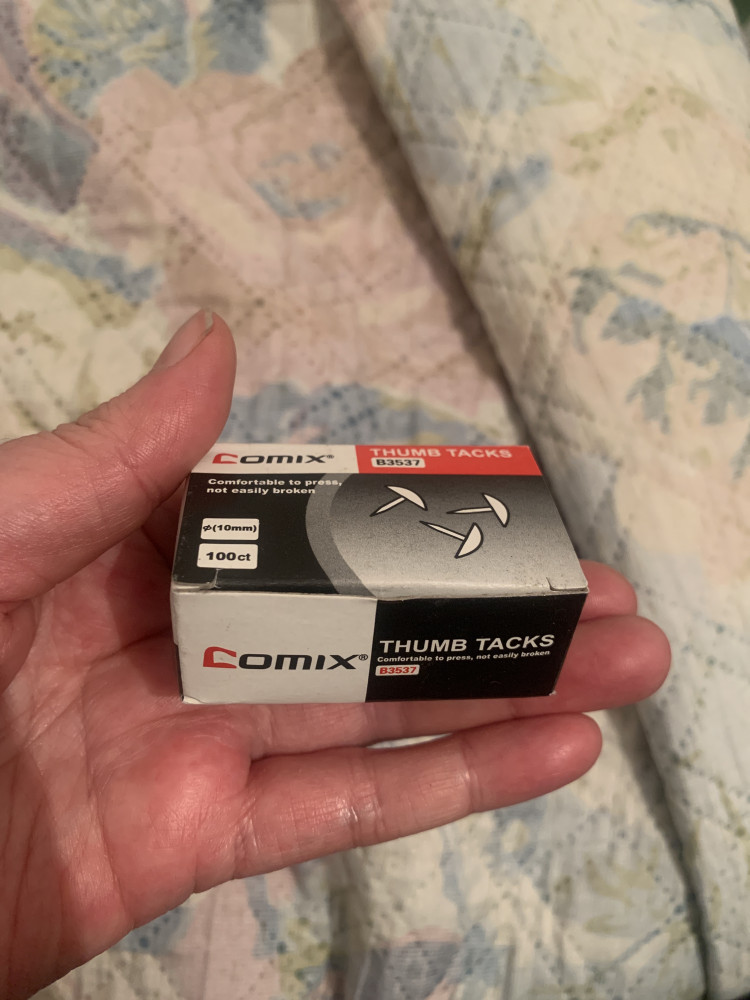 COMIX® THUMB TACKS
B3537
Comfortable to press,
not easily broken
⌀(10mm)
100ct
COMIX® THUMB TACKS
Comfortable to press, not easily broken
B3537